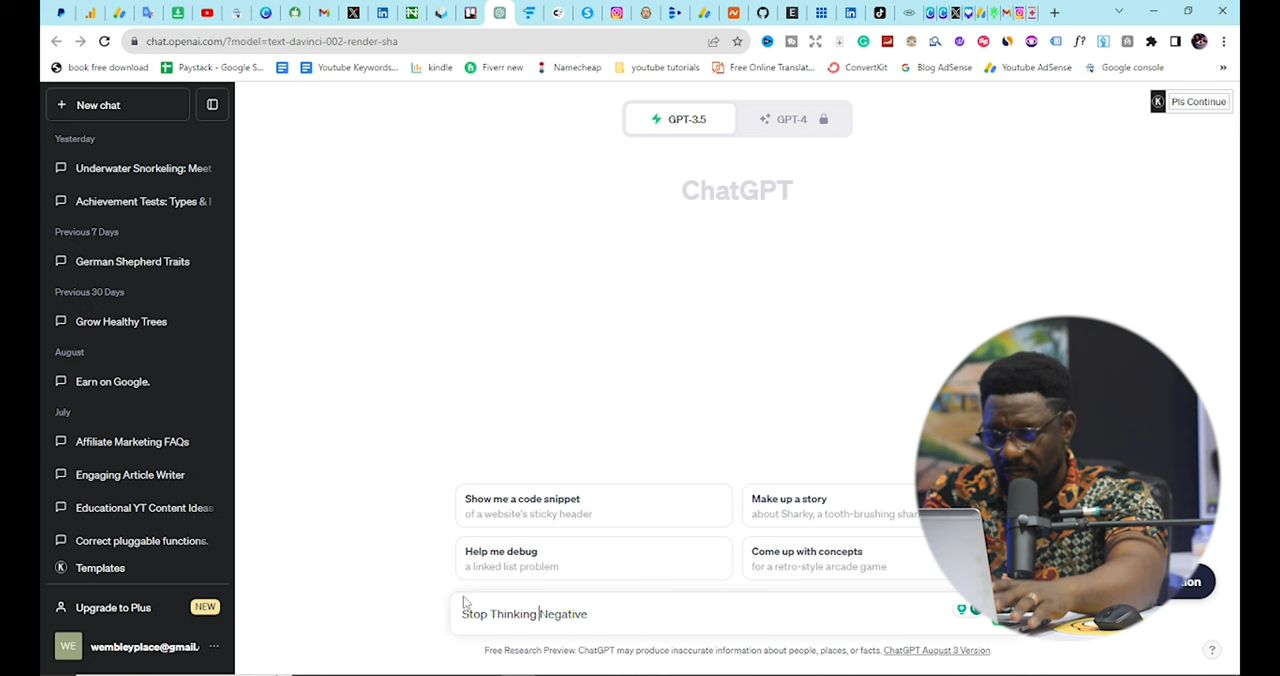 chat.openai.com/?model=text-davinci-002-render-sha
book free download
Paystack - Google S...
Youtube Keywords...
kindle
Fiverr new
Namecheap
youtube tutorials
Free Online Translat...
ConvertKit
Blog AdSense
Youtube AdSense
Google console
»
+ New chat
GPT-3.5
GPT-4
K Pls Continue
Yesterday
Underwater Snorkeling: Meet
Achievement Tests: Types &
Previous 7 Days
German Shepherd Traits
Previous 30 Days
Grow Healthy Trees
August
Earn on Google.
July
Affiliate Marketing FAQs
Engaging Article Writer
Educational YT Content Ideas
Correct pluggable functions.
K Templates
Upgrade to Plus NEW
WE wembleyplace@gmail. ...
ChatGPT
Show me a code snippet
of a website's sticky header
Make up a story
about Sharky, a tooth-brushing shar
Help me debug
a linked list problem
Come up with concepts
for a retro-style arcade game
Stop Thinking Negative
Free Research Preview. ChatGPT may produce inaccurate information about people, places, or facts. ChatGPT August 3 Version
?